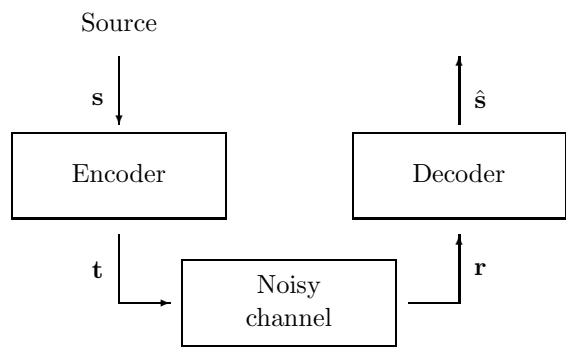 Source
s
ŝ
Encoder
Decoder
t
r
Noisy
channel